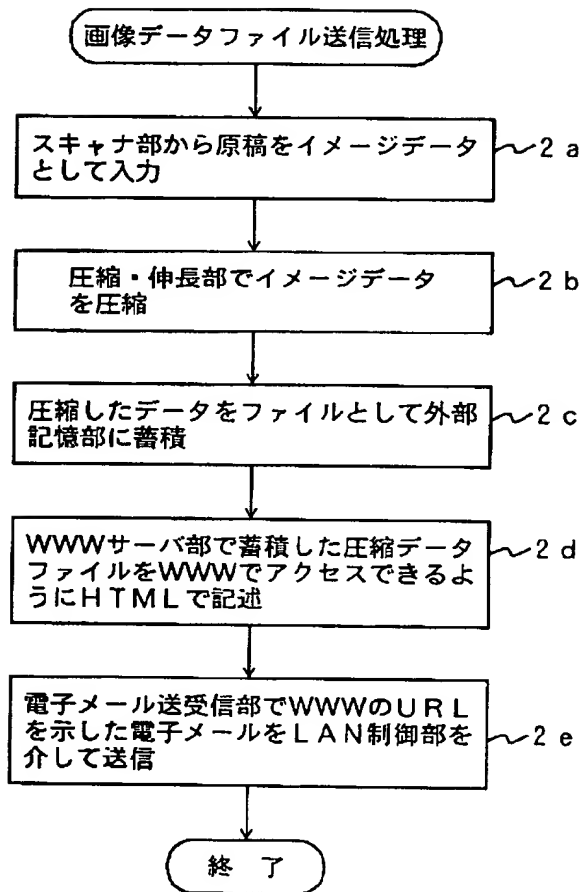 画像データファイル送信処理
スキャナ部から原稿をイメージデータ
として入力
2a
圧縮・伸長部でイメージデータ
を圧縮
2b
圧縮したデータをファイルとして外部
記憶部に蓄積
2c
WWWサーバ部で蓄積した圧縮データ
ファイルをWWWでアクセスできるよ
うにHTMLで記述
2d
電子メール送受信部でWWWのURL
を示した電子メールをLAN制御部を
介して送信
2e
終 了